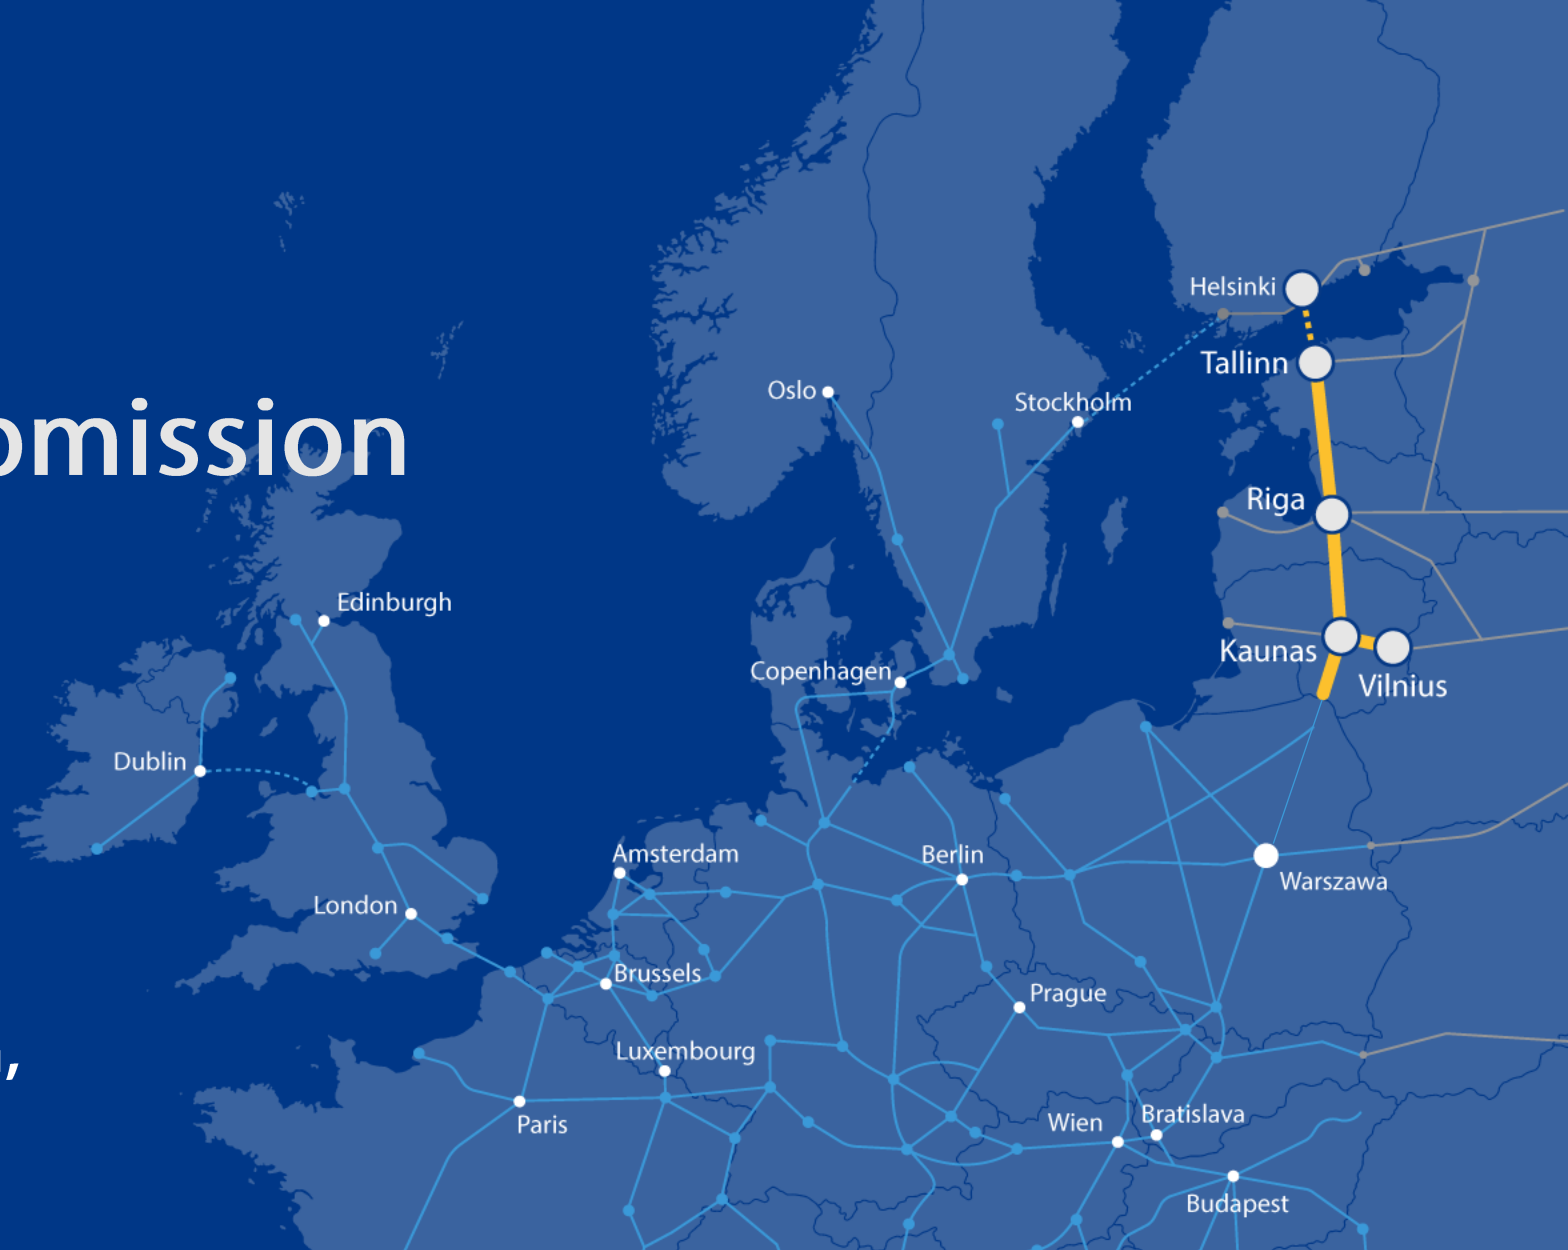 Helsinki
Tallinn
Oslo
Stockholm
Riga
Edinburgh
Kaunas
Copenhagen
Vilnius
Dublin
Amsterdam
Berlin
Warszawa
London
Brussels
Prague
Luxembourg
Paris
Wien
Bratislava
Budapest